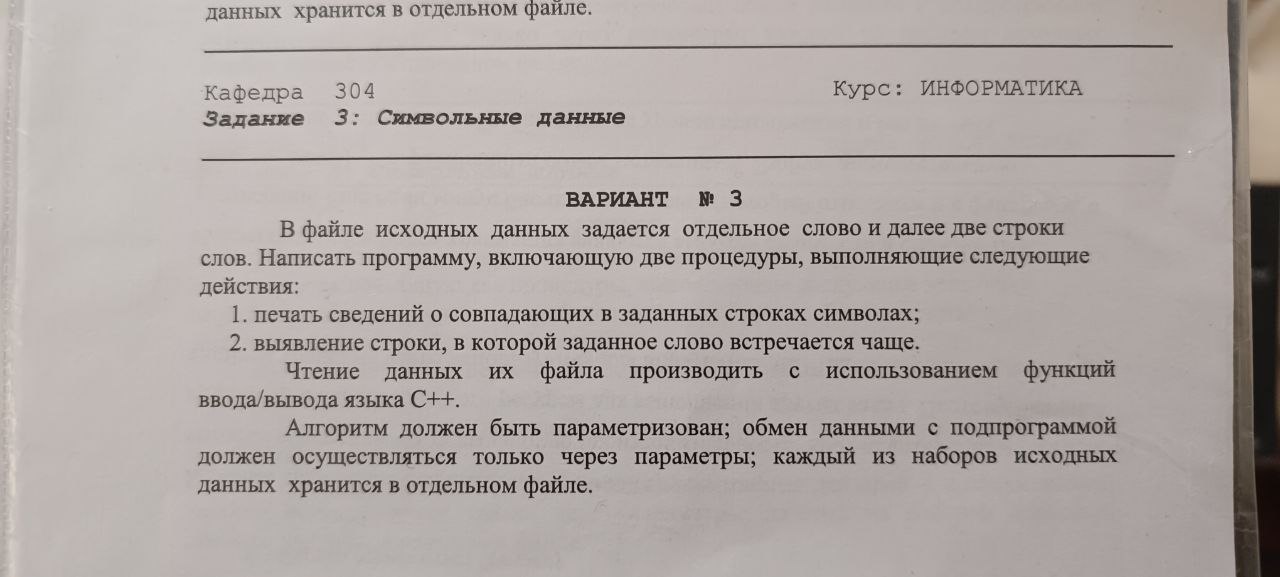 данных хранится в отдельном файле.
Кафедра 304 Курс: ИНФОРМАТИКА
Задание 3: Символьные данные
ВАРИАНТ № 3
В файле исходных данных задается отдельное слово и далее две строки
слов. Написать программу, включающую две процедуры, выполняющие следующие
действия:
1. печать сведений о совпадающих в заданных строках символах;
2. выявление строки, в которой заданное слово встречается чаще.
Чтение данных их файла производить с использованием функций
ввода/вывода языка С++.
Алгоритм должен быть параметризован; обмен данными с подпрограммой
должен осуществляться только через параметры; каждый из наборов исходных
данных хранится в отдельном файле.